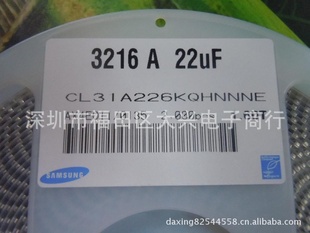 3216 A 22uF
CL31A226KQHNNNE
深圳市福田区大兴电子商行
SAMSUNG
daxing82544558.cn.alibaba.com